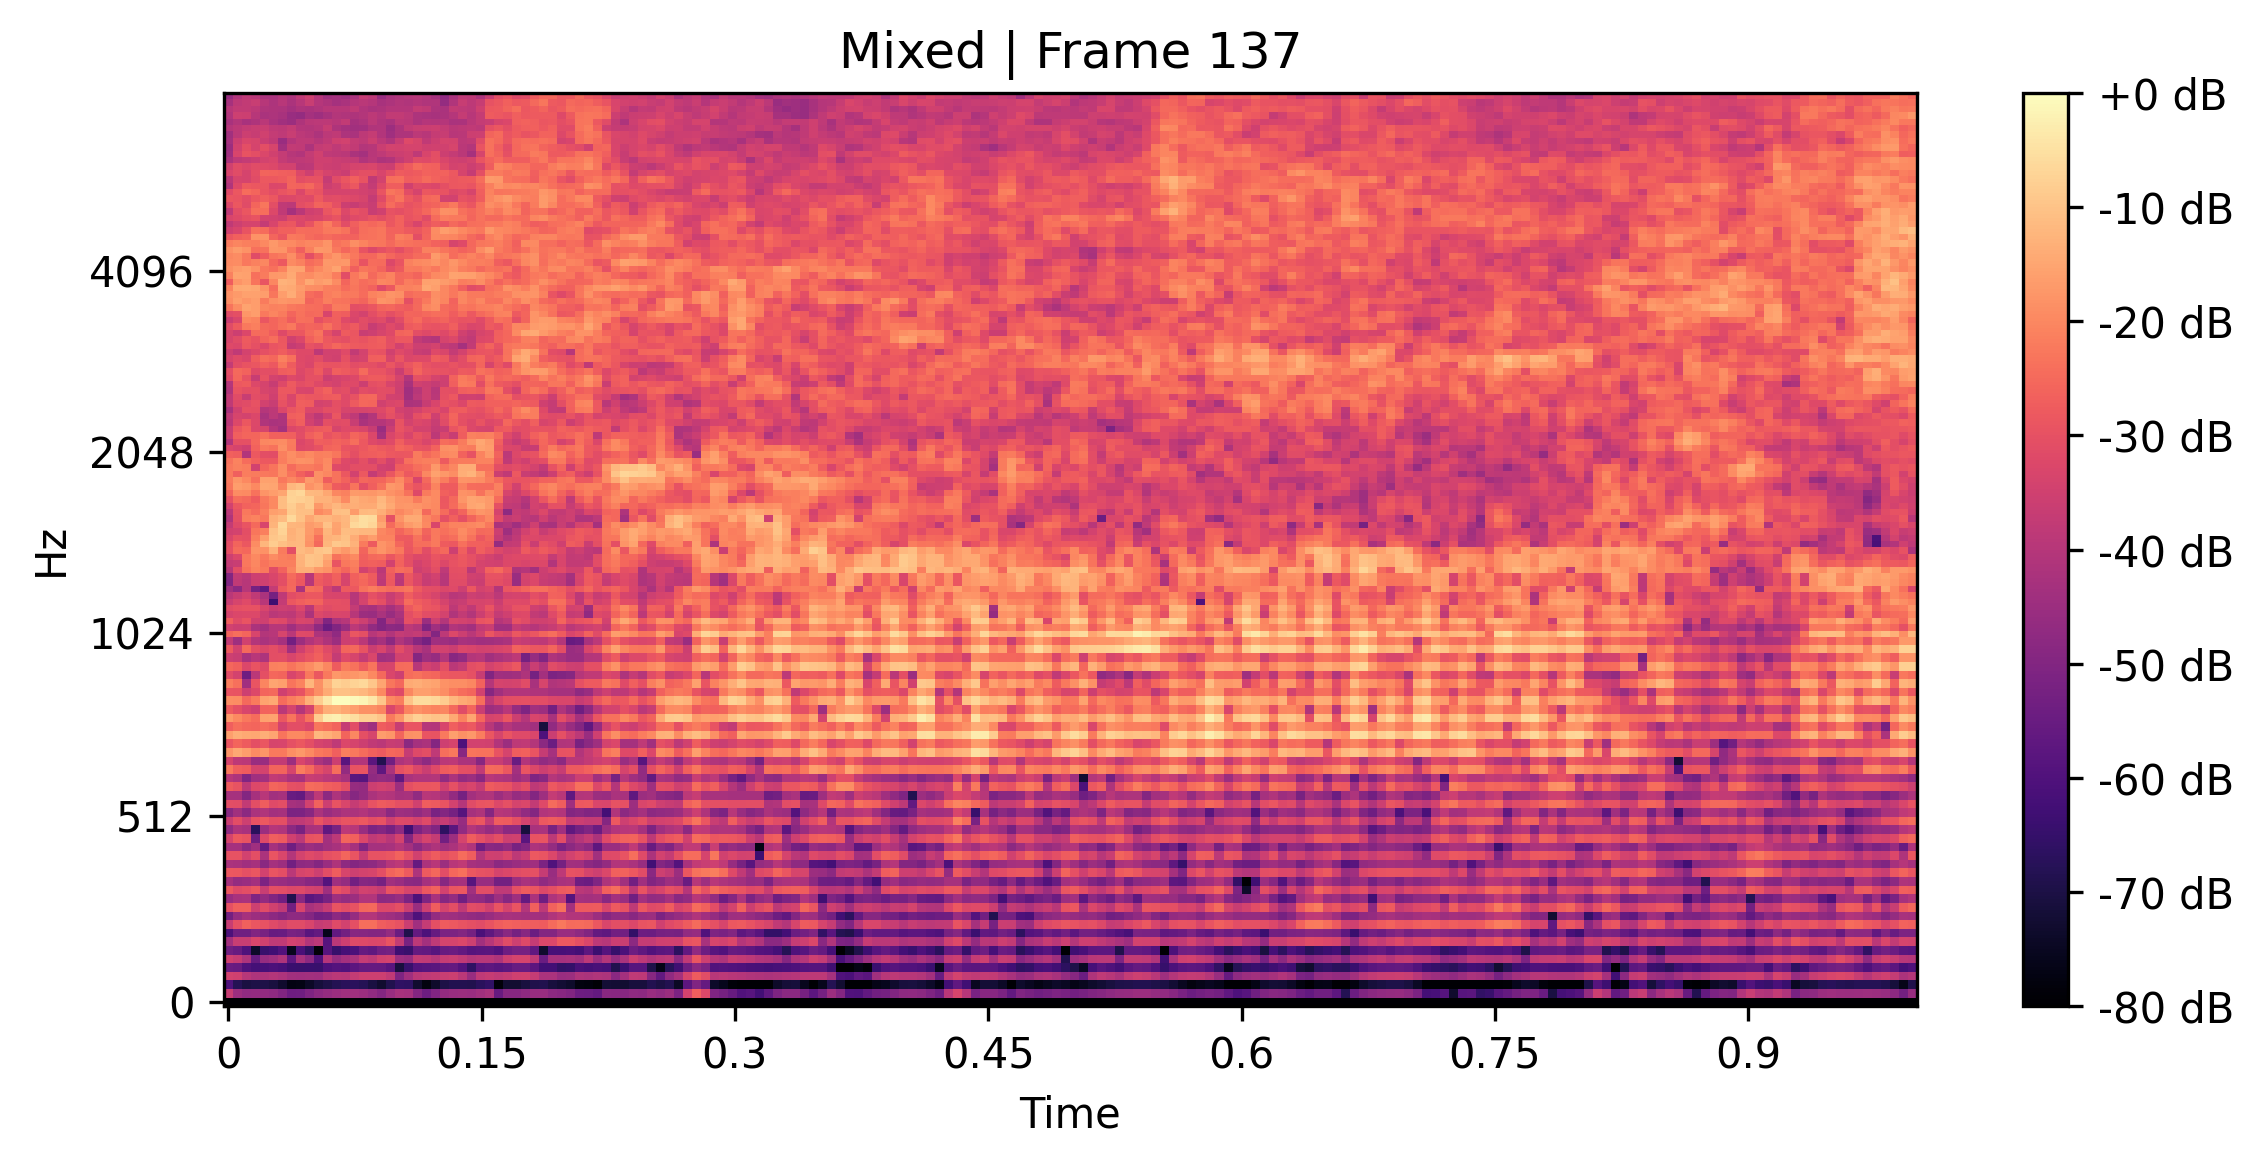 Mixed | Frame 137
+0 dB
-10 dB
-20 dB
-30 dB
-40 dB
-50 dB
-60 dB
-70 dB
-80 dB
Hz
4096
2048
1024
512
0
0 0.15 0.3 0.45 0.6 0.75 0.9
Time